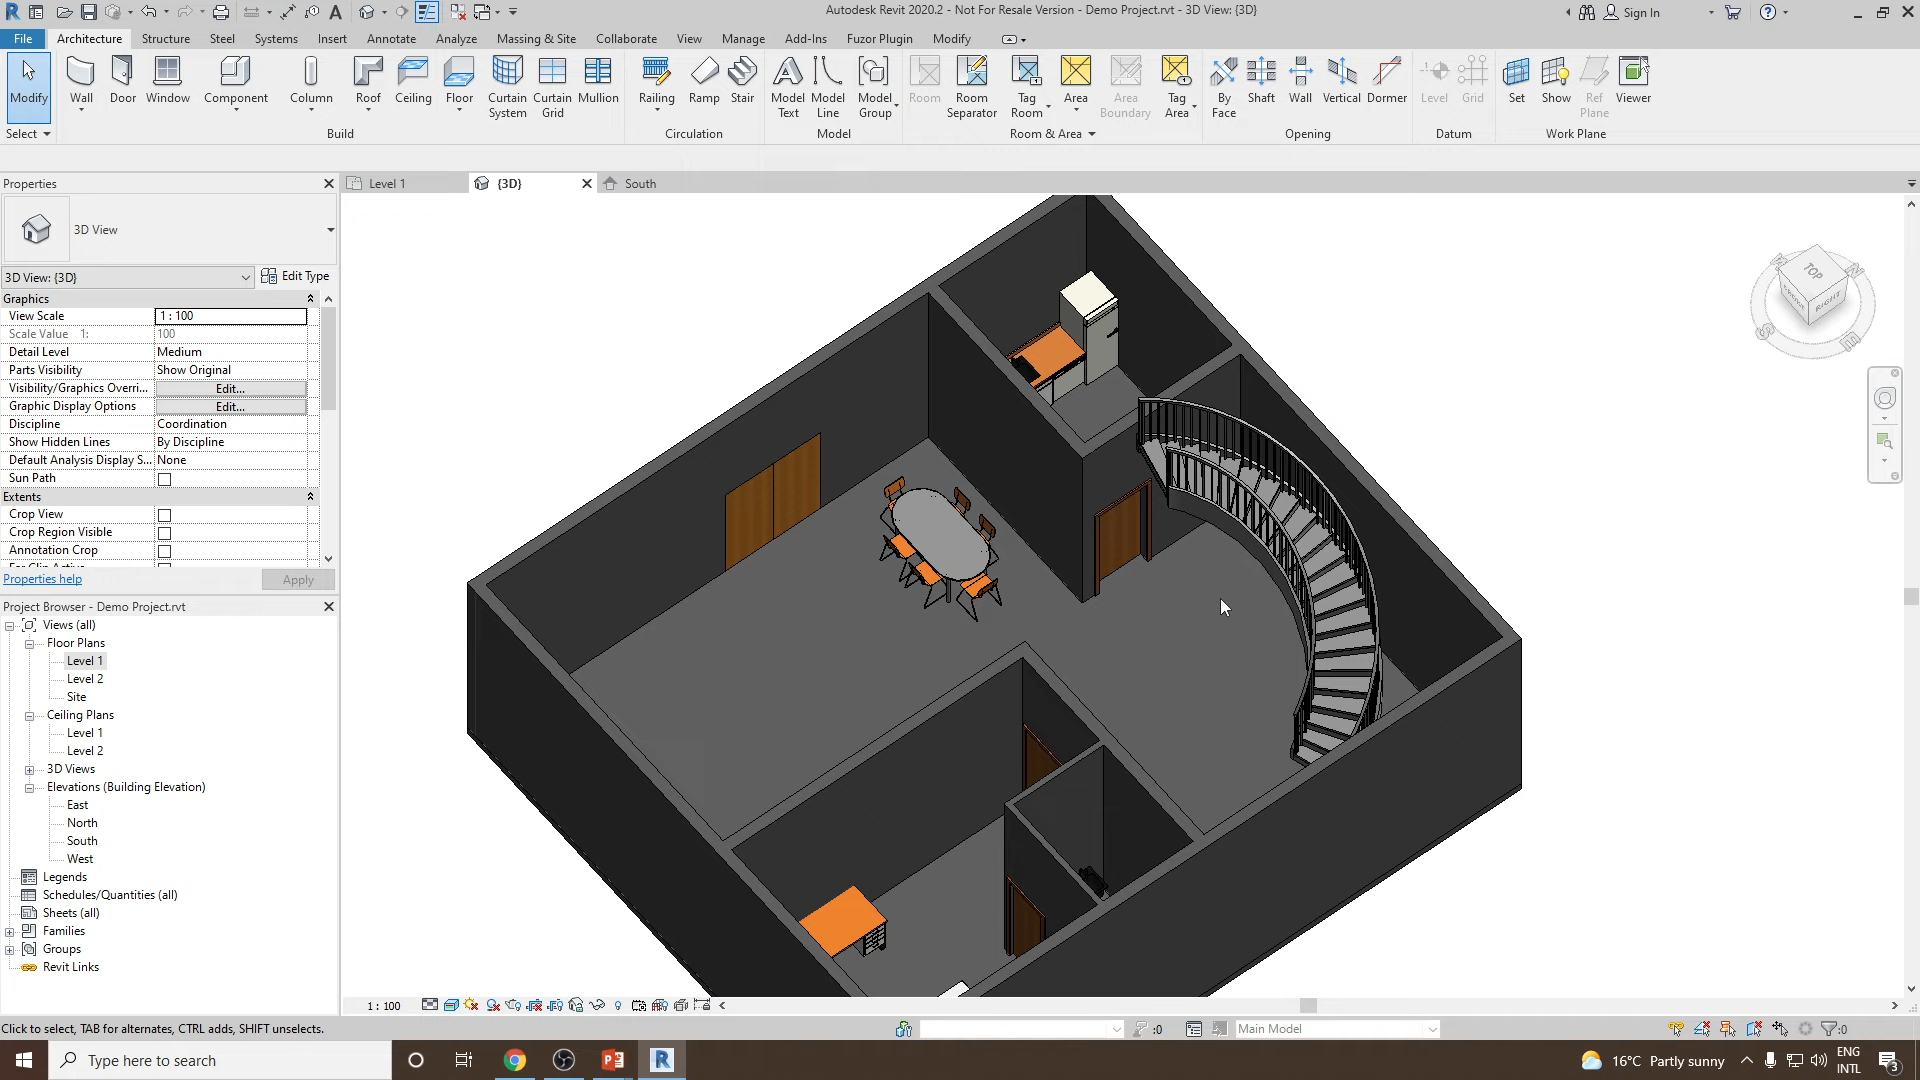 Autodesk Revit 2020.2 - Not For Resale Version - Demo Project.rvt - 3D View: {3D}
Sign In
File Architecture Structure Steel Systems Insert Annotate Analyze Massing & Site Collaborate View Manage Add-Ins Fuzor Plugin Modify
Modify Wall Door Window Component Column Roof Ceiling Floor Curtain System Curtain Grid Mullion Railing Ramp Stair Model Text Model Line Model Group Room Room Separator Tag Room Area Area Boundary Tag Area By Face Shaft Wall Vertical Dormer Level Grid Set Show Ref Plane Viewer
Select Build Circulation Model Room & Area Opening Datum Work Plane
Properties
Level 1 {3D} South
3D View
3D View: {3D} Edit Type
Graphics
View Scale 1 : 100
Scale Value 1: 100
Detail Level Medium
Parts Visibility Show Original
Visibility/Graphics Overri... Edit...
Graphic Display Options Edit...
Discipline Coordination
Show Hidden Lines By Discipline
Default Analysis Display S... None
Sun Path
Extents
Crop View
Crop Region Visible
Annotation Crop
Properties help Apply
Project Browser - Demo Project.rvt
Views (all)
Floor Plans
Level 1
Level 2
Site
Ceiling Plans
Level 1
Level 2
3D Views
Elevations (Building Elevation)
East
North
South
West
Legends
Schedules/Quantities (all)
Sheets (all)
Families
Groups
Revit Links
TOP
RIGHT
N
S
E
1 : 100
Click to select, TAB for alternates, CTRL adds, SHIFT unselects.
:0
Main Model
:0
Type here to search
16°C Partly sunny
ENG
INTL
3